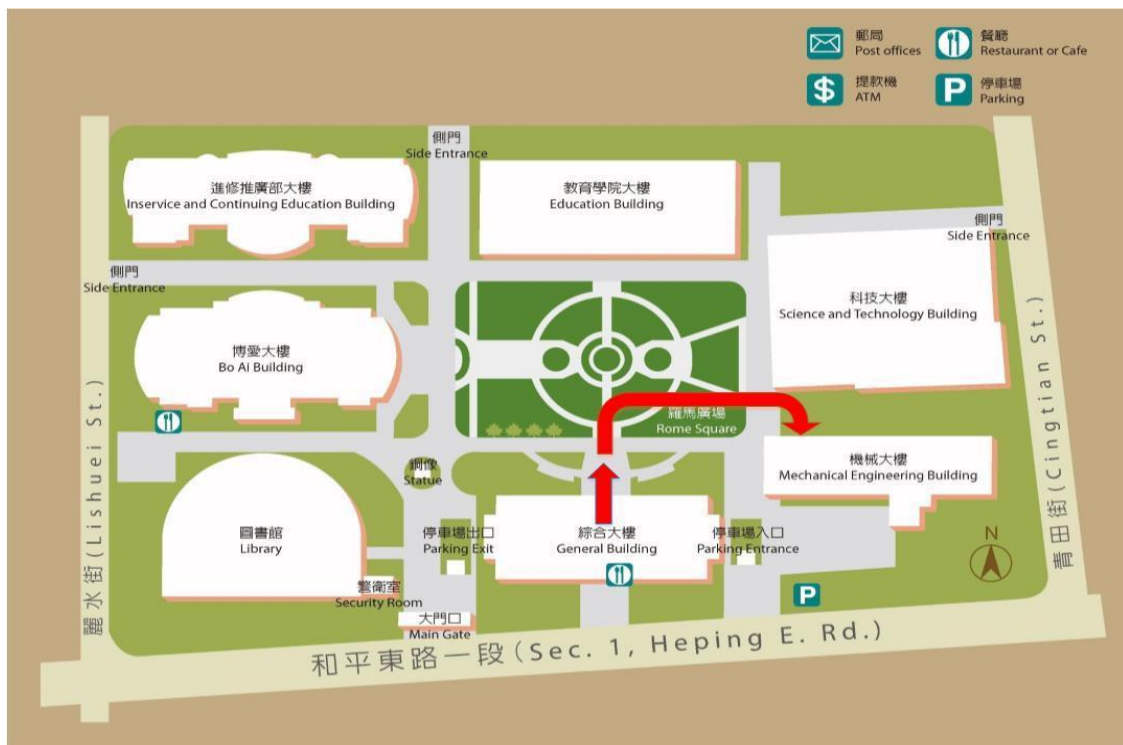 郵局
Post offices
餐廳
Restaurant or Cafe
$
提款機
ATM
P
停車場
Parking
側門
Side Entrance
進修推廣部大樓
Inservice and Continuing Education Building
教育學院大樓
Education Building
側門
Side Entrance
側門
Side Entrance
科技大樓
Science and Technology Building
博愛大樓
Bo Ai Building
羅馬廣場
Rome Square
麗水街(Lishuei St.)
青田街(Cingtian St.)
銅像
Statue
機械大樓
Mechanical Engineering Building
圖書館
Library
停車場出口
Parking Exit
綜合大樓
General Building
停車場入口
Parking Entrance
N
警衛室
Security Room
P
大門口
Main Gate
和平東路一段(Sec. 1, Heping E. Rd.)